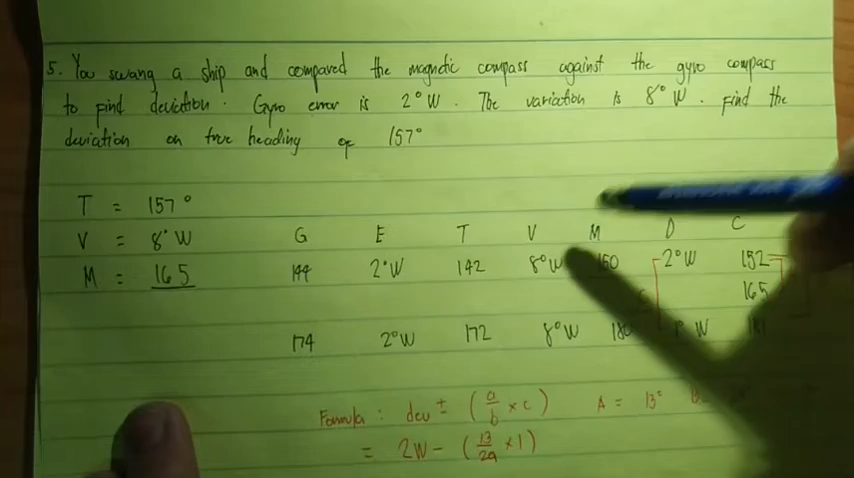 5. You swang a ship and compared the magnetic compass against the gyro compass
to find deviation. Gyro error is 2° W. The variation is 8° W. find the
deviation on true heading of 157°
T = 157°
V = 8° W
M = 165
G E T V M D C
144 2°W 142 8°W 150 2°W 152
165
174 2°W 172 8°W 180 1° W 181
Formula: dev ± (a/b × c) A = 13°
= 2W - (13/29 × 1)